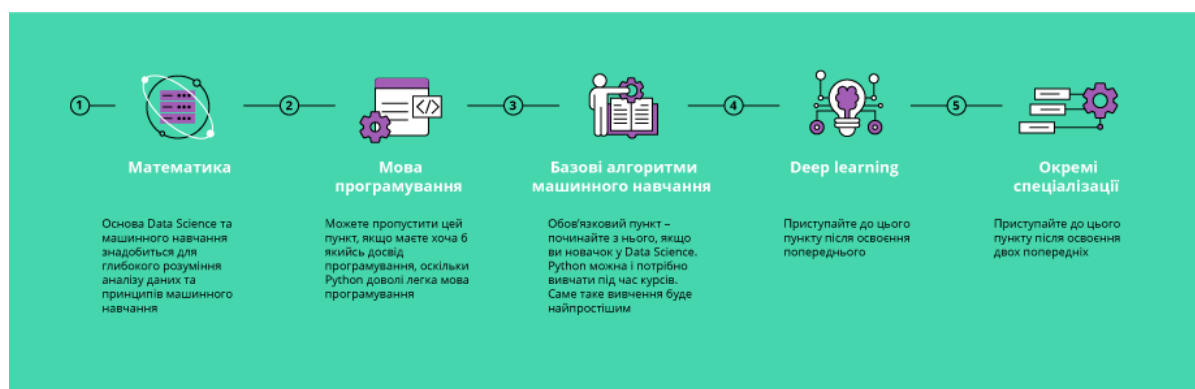 1
Математика
Основа Data Science та
машинного навчання
знадобиться для
глибокого розуміння
аналізу даних та
принципів машинного
навчання
2
</>
Мова
програмування
Можете пропустити цей
пункт, якщо маєте хоча б
якийсь досвід
програмування, оскільки
Python доволі легка мова
програмування
3
Базові алгоритми
машинного навчання
Обов’язковий пункт –
починайте з нього, якщо
ви новачок у Data Science.
Python можна і потрібно
вивчати під час курсів.
Саме таке вивчення буде
найпростішим
4
Deep learning
Приступайте до цього
пункту після освоєння
попереднього
5
Окремі
спеціалізації
Приступайте до цього
пункту після освоєння
двох попередніх